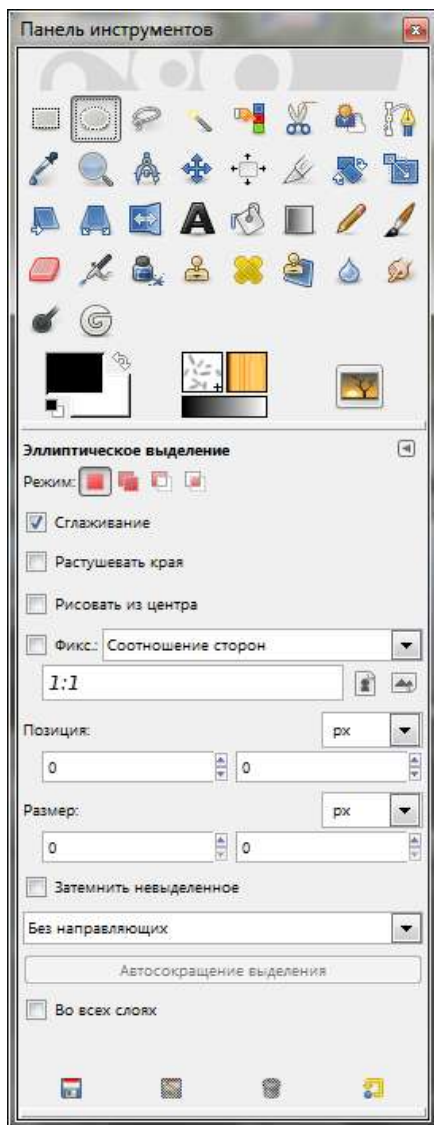 Панель инструментов
Эллиптическое выделение
Режим:
Сглаживание
Растушевать края
Рисовать из центра
Фикс.: Соотношение сторон
1:1
Позиция: px
0 0
Размер: px
0 0
Затемнить невыделенное
Без направляющих
Автосокращение выделения
Во всех слоях